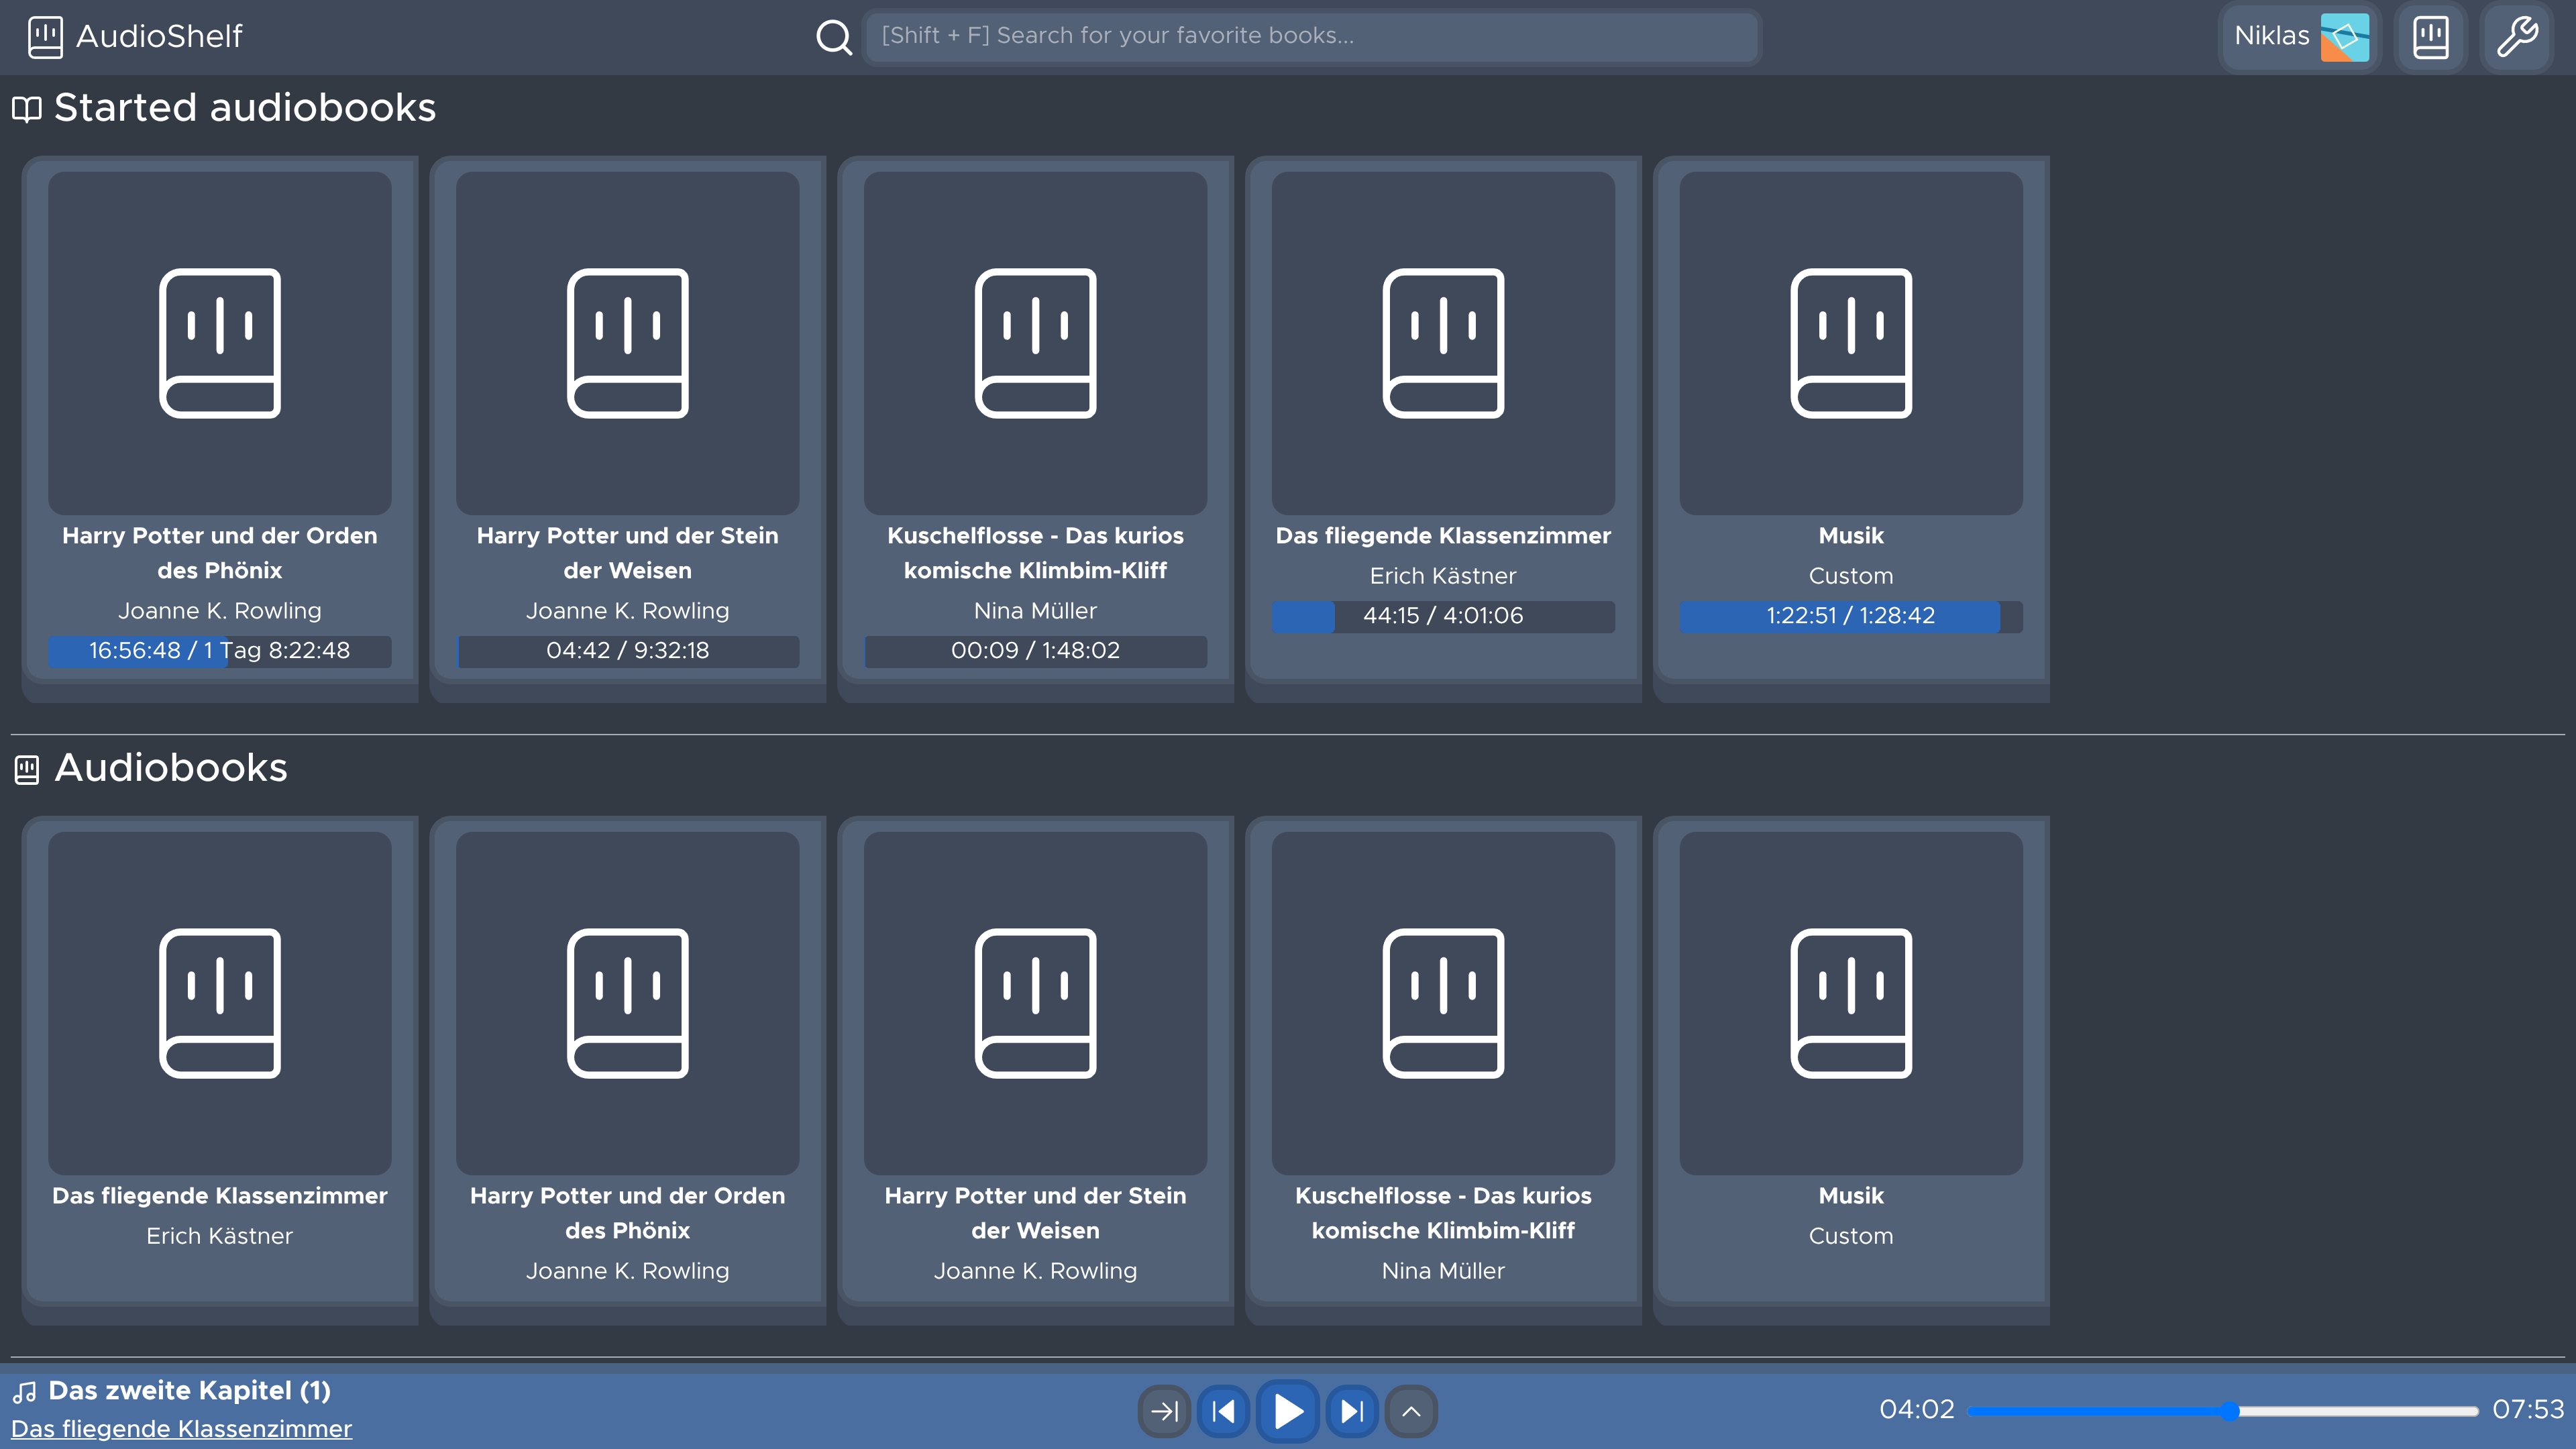 AudioShelf
[Shift + F] Search for your favorite books...
Niklas
Started audiobooks
Harry Potter und der Orden
des Phönix
Joanne K. Rowling
16:56:48 / 1 Tag 8:22:48
Harry Potter und der Stein
der Weisen
Joanne K. Rowling
04:42 / 9:32:18
Kuschelflosse - Das kurios
komische Klimbim-Kliff
Nina Müller
00:09 / 1:48:02
Das fliegende Klassenzimmer
Erich Kästner
44:15 / 4:01:06
Musik
Custom
1:22:51 / 1:28:42
Audiobooks
Das fliegende Klassenzimmer
Erich Kästner
Harry Potter und der Orden
des Phönix
Joanne K. Rowling
Harry Potter und der Stein
der Weisen
Joanne K. Rowling
Kuschelflosse - Das kurios
komische Klimbim-Kliff
Nina Müller
Musik
Custom
Das zweite Kapitel (1)
Das fliegende Klassenzimmer
04:02
07:53